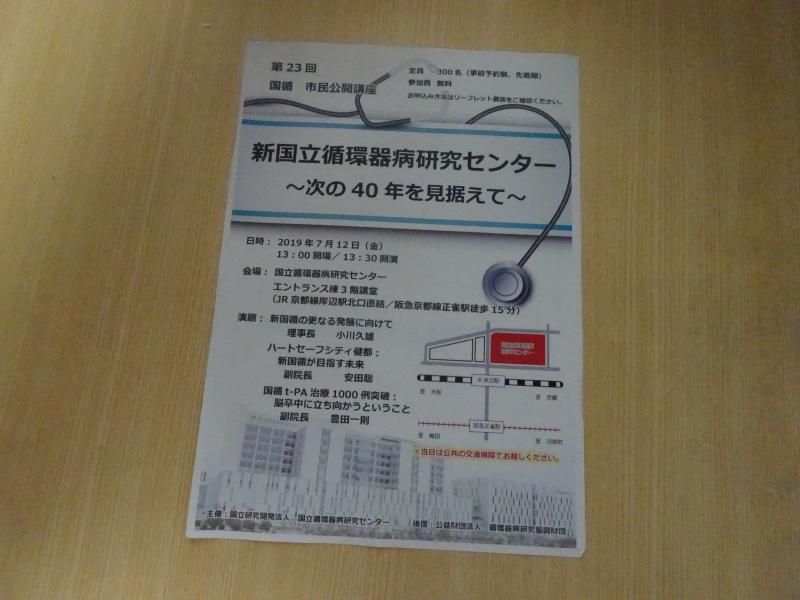 第23回
国循 市民公開講座
定員 300名（事前予約制、先着順）
参加費 無料
お申込み方法はリーフレット裏面をご確認ください。
新国立循環器病研究センター
～次の40年を見据えて～
日時： 2019年7月12日（金）
13：00開場／13：30開演
会場： 国立循環器病研究センター
エントランス棟3階講堂
（JR京都線岸辺駅北口直結／阪急京都線正雀駅徒歩15分）
演題： 新国循の更なる発展に向けて
理事長 小川久雄
ハートセーフシティ健都：
新国循が目指す未来
副院長 安田聡
国循t-PA治療1000例突破：
脳卒中に立ち向かうということ
副院長 豊田一則
国立循環器病
研究センター
JR岸辺駅
至 大阪
至 京都
阪急正雀駅
至 梅田
至 河原町
※当日は公共の交通機関でお越しください。
主催：国立研究開発法人 国立循環器病研究センター
後援：公益財団法人 循環器病研究振興財団